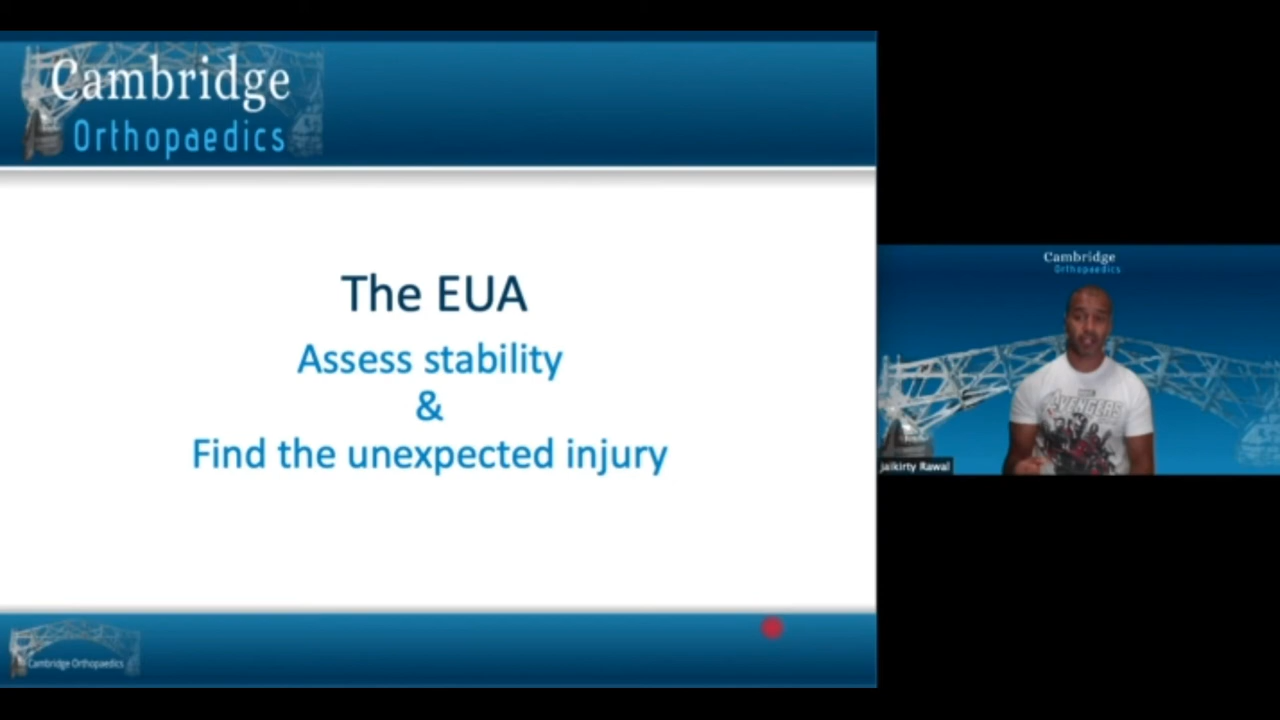 Cambridge
Orthopaedics
The EUA
Assess stability
&
Find the unexpected injury
Cambridge Orthopaedics
Cambridge
Orthopaedics
AVENGERS
jaikirty Rawal